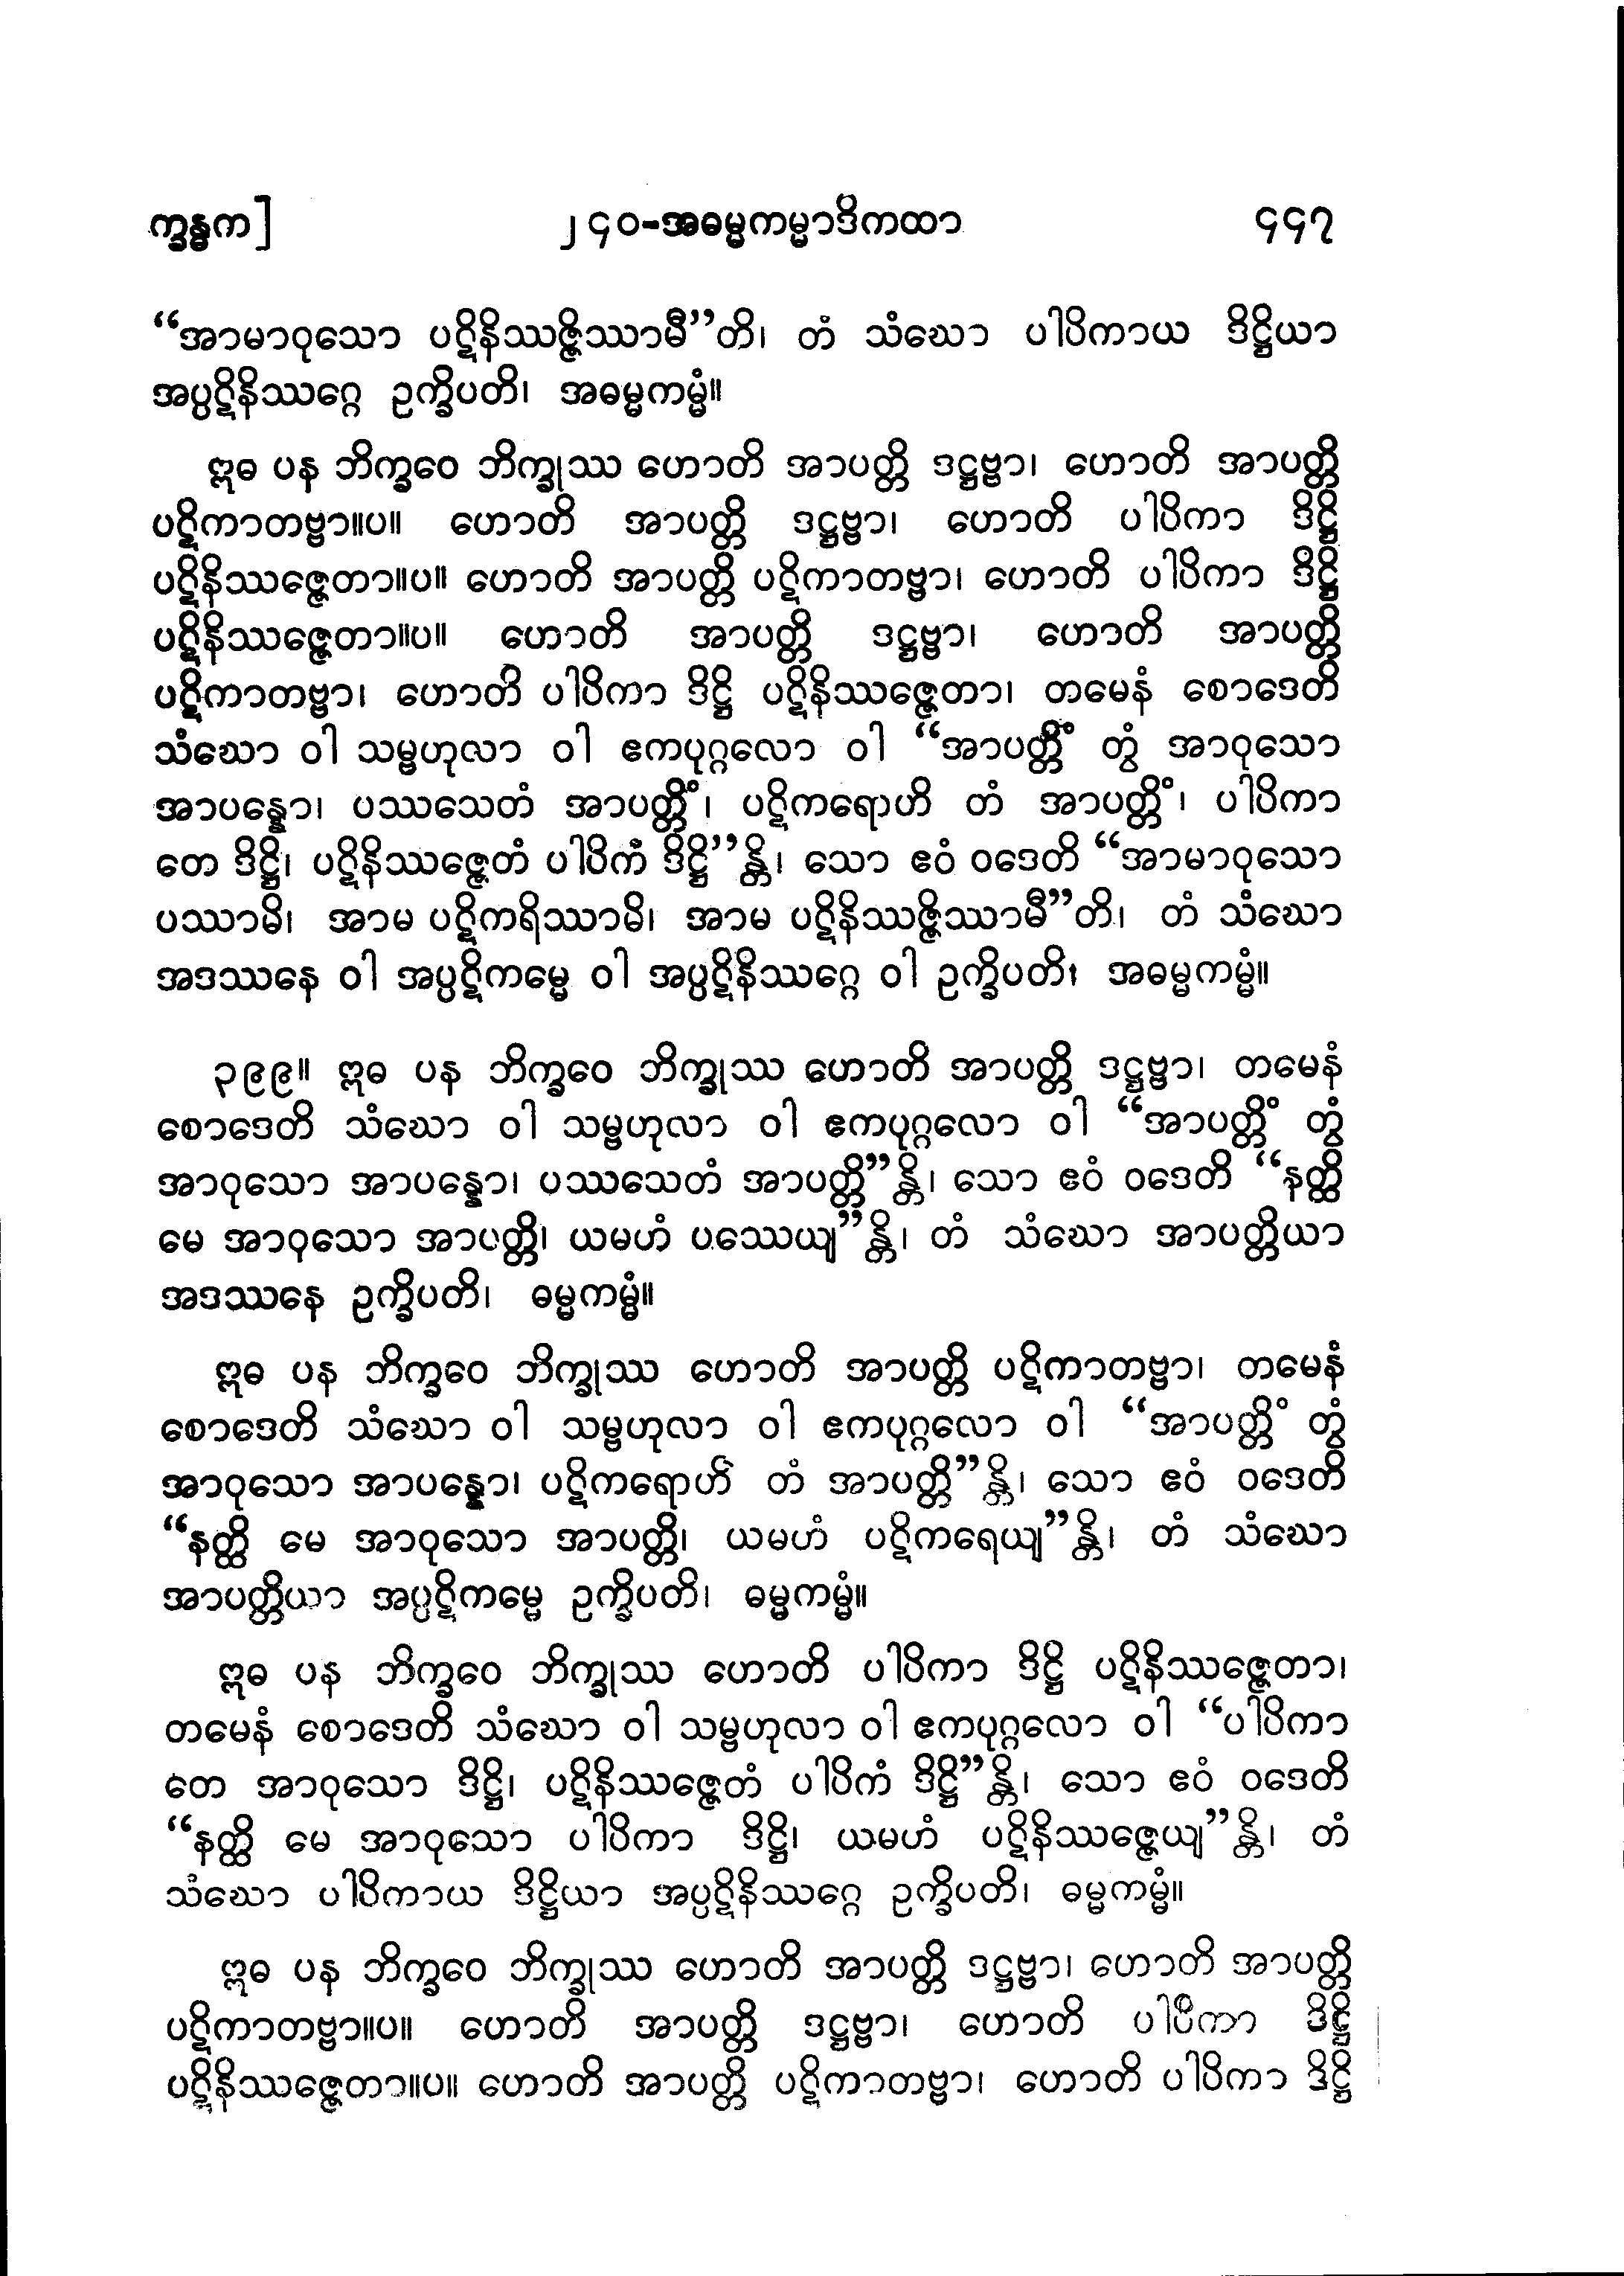 က္ခန္ဓက]
၂၄၀-အဓမ္မကမ္မာဒိကထာ
၄၄၇
“အာမာဝုသော ပဋိနိဿဇ္ဇိဿာမီ”တိ၊ တံ သံဃော ပါပိကာယ ဒိဋ္ဌိယာ
အပ္ပဋိနိဿဂ္ဂေ ဥက္ခိပတိ၊ အဓမ္မကမ္မံ။
ဣဓ ပန ဘိက္ခဝေ ဘိက္ခုဿ ဟောတိ အာပတ္တိ ဒဋ္ဌဗ္ဗာ၊ ဟောတိ အာပတ္တိ
ပဋိကာတဗ္ဗာ။ပ။ ဟောတိ အာပတ္တိ ဒဋ္ဌဗ္ဗာ၊ ဟောတိ ပါပိကာ ဒိဋ္ဌိ
ပဋိနိဿဇ္ဇေတာ။ပ။ ဟောတိ အာပတ္တိ ပဋိကာတဗ္ဗာ၊ ဟောတိ ပါပိကာ ဒိဋ္ဌိ
ပဋိနိဿဇ္ဇေတာ။ပ။ ဟောတိ အာပတ္တိ ဒဋ္ဌဗ္ဗာ၊ ဟောတိ အာပတ္တိ
ပဋိကာတဗ္ဗာ၊ ဟောတိ ပါပိကာ ဒိဋ္ဌိ ပဋိနိဿဇ္ဇေတာ၊ တမေနံ စောဒေတိ
သံဃော ဝါ သမ္ဗဟုလာ ဝါ ဧကပုဂ္ဂလော ဝါ “အာပတ္တိံ တွံ အာဝုသော
အာပန္နော၊ ပဿသေတံ အာပတ္တိံ၊ ပဋိကရောဟိ တံ အာပတ္တိံ၊ ပါပိကာ
တေ ဒိဋ္ဌိ၊ ပဋိနိဿဇ္ဇေတံ ပါပိကံ ဒိဋ္ဌိ”န္တိ၊ သော ဧဝံ ဝဒေတိ “အာမာဝုသော
ပဿာမိ၊ အာမ ပဋိကရိဿာမိ၊ အာမ ပဋိနိဿဇ္ဇိဿာမီ”တိ၊ တံ သံဃော
အဒဿနေ ဝါ အပ္ပဋိကမ္မေ ဝါ အပ္ပဋိနိဿဂ္ဂေ ဝါ ဥက္ခိပတိ၊ အဓမ္မကမ္မံ။
၃၉၉။ ဣဓ ပန ဘိက္ခဝေ ဘိက္ခုဿ ဟောတိ အာပတ္တိ ဒဋ္ဌဗ္ဗာ၊ တမေနံ
စောဒေတိ သံဃော ဝါ သမ္ဗဟုလာ ဝါ ဧကပုဂ္ဂလော ဝါ “အာပတ္တိံ တွံ
အာဝုသော အာပန္နော၊ ပဿသေတံ အာပတ္တိ”န္တိ၊ သော ဧဝံ ဝဒေတိ “နတ္ထိ
မေ အာဝုသော အာပတ္တိ၊ ယမဟံ ပဿေယျ”န္တိ၊ တံ သံဃော အာပတ္တိယာ
အဒဿနေ ဥက္ခိပတိ၊ ဓမ္မကမ္မံ။
ဣဓ ပန ဘိက္ခဝေ ဘိက္ခုဿ ဟောတိ အာပတ္တိ ပဋိကာတဗ္ဗာ၊ တမေနံ
စောဒေတိ သံဃော ဝါ သမ္ဗဟုလာ ဝါ ဧကပုဂ္ဂလော ဝါ “အာပတ္တိံ တွံ
အာဝုသော အာပန္နော၊ ပဋိကရောဟိ တံ အာပတ္တိ”န္တိ၊ သော ဧဝံ ဝဒေတိ
“နတ္ထိ မေ အာဝုသော အာပတ္တိ၊ ယမဟံ ပဋိကရေယျ”န္တိ၊ တံ သံဃော
အာပတ္တိယာ အပ္ပဋိကမ္မေ ဥက္ခိပတိ၊ ဓမ္မကမ္မံ။
ဣဓ ပန ဘိက္ခဝေ ဘိက္ခုဿ ဟောတိ ပါပိကာ ဒိဋ္ဌိ ပဋိနိဿဇ္ဇေတာ၊
တမေနံ စောဒေတိ သံဃော ဝါ သမ္ဗဟုလာ ဝါ ဧကပုဂ္ဂလော ဝါ “ပါပိကာ
တေ အာဝုသော ဒိဋ္ဌိ၊ ပဋိနိဿဇ္ဇေတံ ပါပိကံ ဒိဋ္ဌိ”န္တိ၊ သော ဧဝံ ဝဒေတိ
“နတ္ထိ မေ အာဝုသော ပါပိကာ ဒိဋ္ဌိ၊ ယမဟံ ပဋိနိဿဇ္ဇေယျ”န္တိ၊ တံ
သံဃော ပါပိကာယ ဒိဋ္ဌိယာ အပ္ပဋိနိဿဂ္ဂေ ဥက္ခိပတိ၊ ဓမ္မကမ္မံ။
ဣဓ ပန ဘိက္ခဝေ ဘိက္ခုဿ ဟောတိ အာပတ္တိ ဒဋ္ဌဗ္ဗာ၊ ဟောတိ အာပတ္တိ
ပဋိကာတဗ္ဗာ။ပ။ ဟောတိ အာပတ္တိ ဒဋ္ဌဗ္ဗာ၊ ဟောတိ ပါပိကာ ဒိဋ္ဌိ
ပဋိနိဿဇ္ဇေတာ။ပ။ ဟောတိ အာပတ္တိ ပဋိကာတဗ္ဗာ၊ ဟောတိ ပါပိကာ ဒိဋ္ဌိ